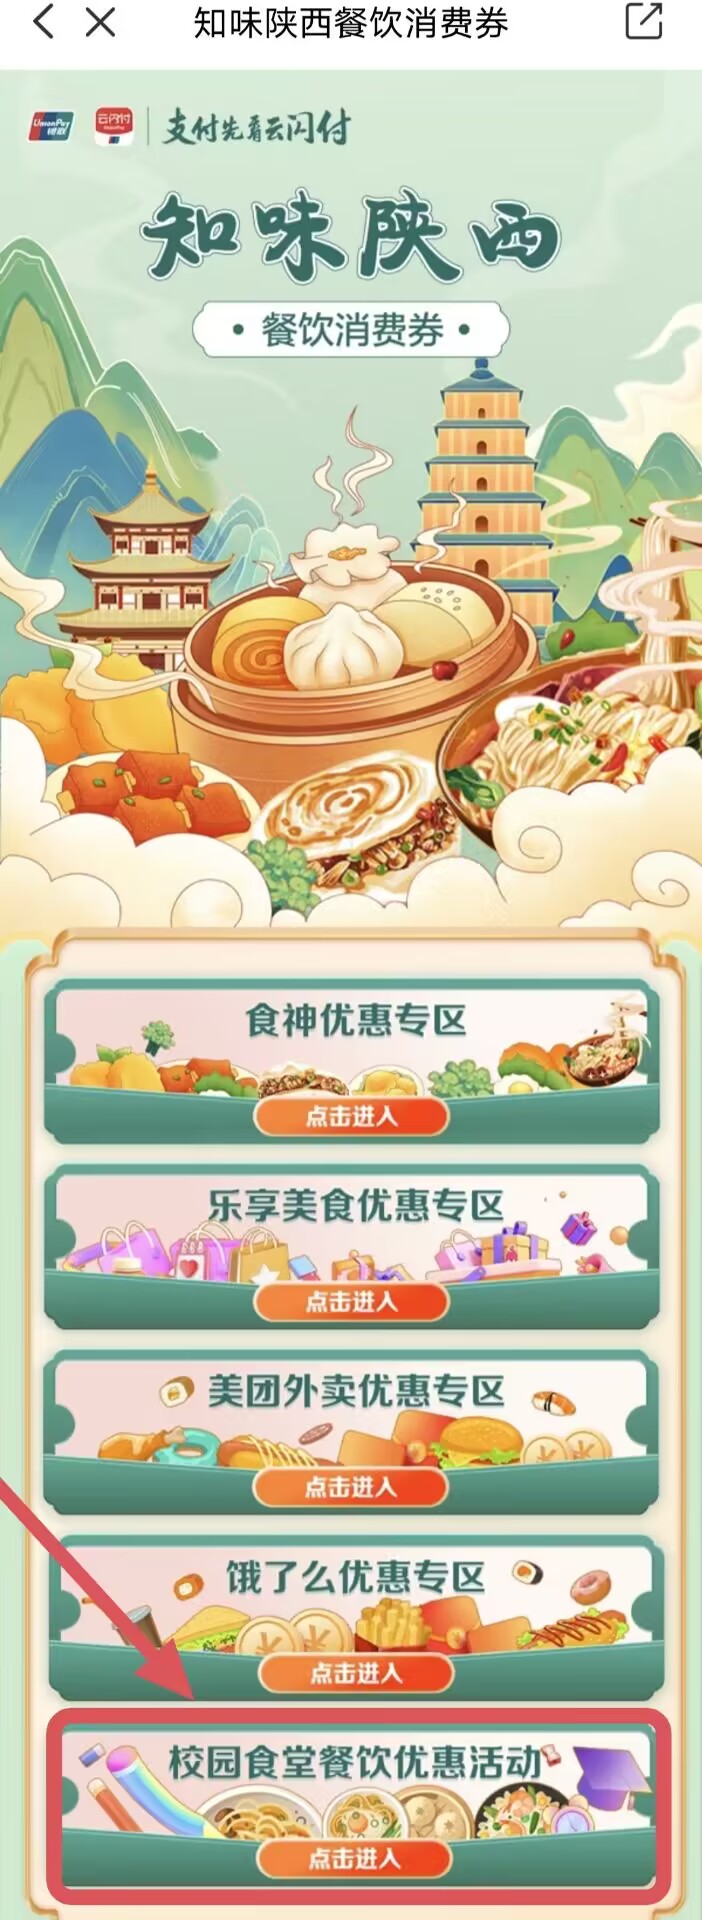 知味陕西餐饮消费券
UnionPay
银联
云闪付
支付先看云闪付
知味陕西
·餐饮消费券·
食神优惠专区
点击进入
乐享美食优惠专区
点击进入
美团外卖优惠专区
点击进入
饿了么优惠专区
点击进入
校园食堂餐饮优惠活动
点击进入